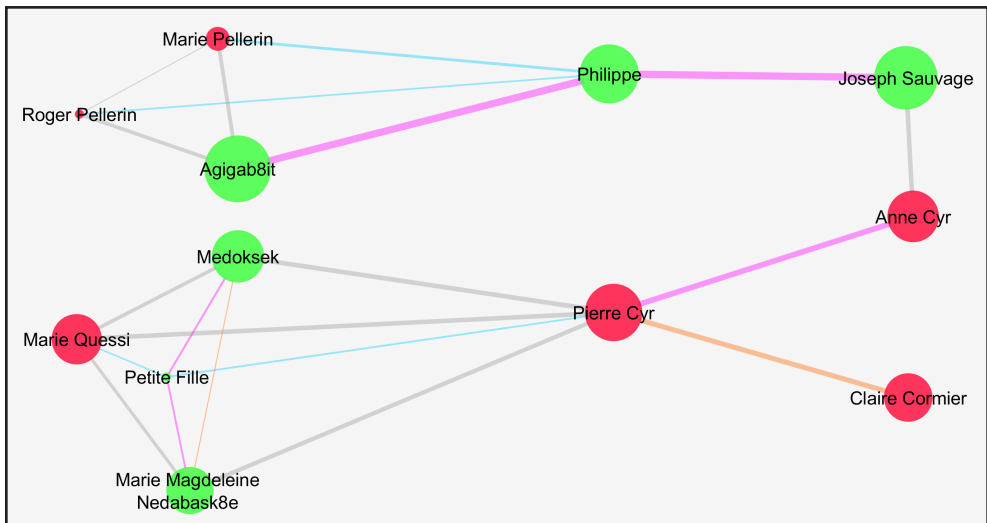 Marie Pellerin
Philippe
Joseph Sauvage
Roger Pellerin
Agigab8it
Anne Cyr
Medoksek
Pierre Cyr
Marie Quessi
Petite Fille
Claire Cormier
Marie Magdeleine
Nedabask8e